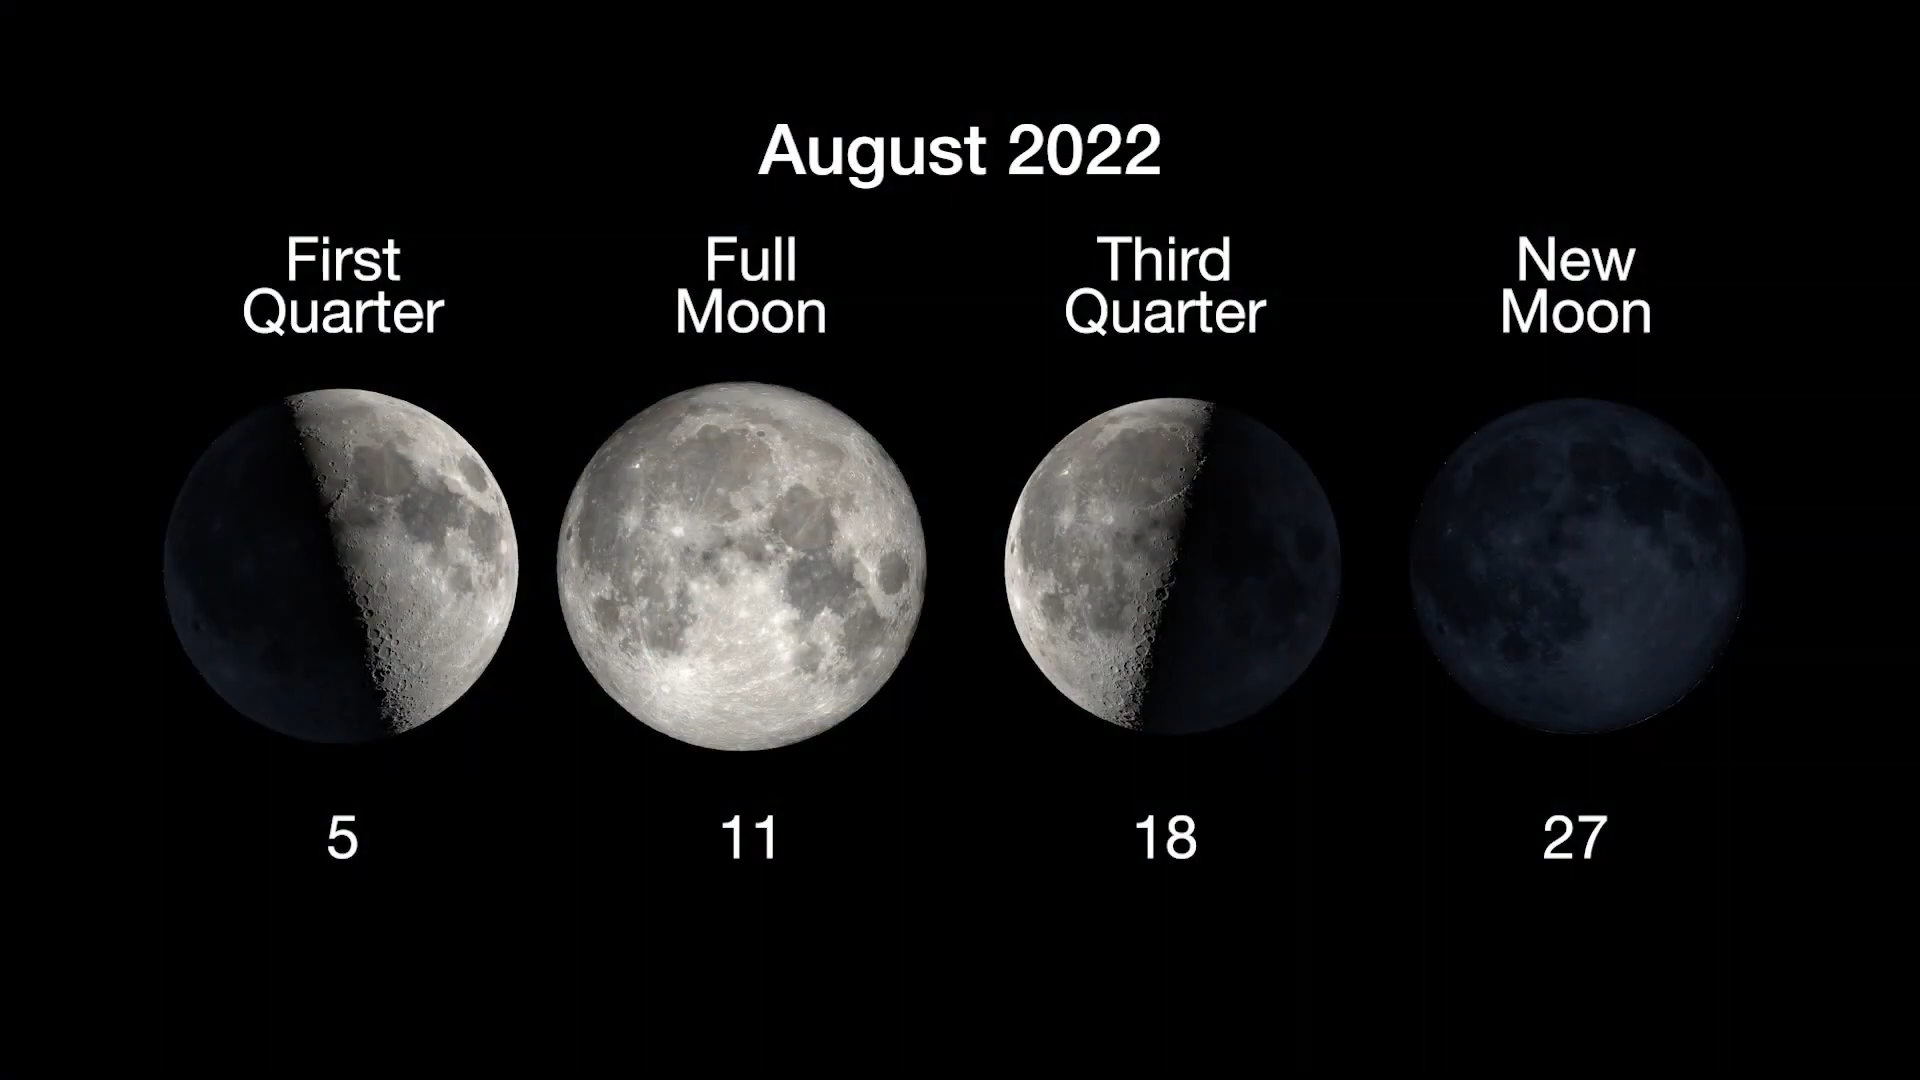 August 2022
First
Quarter
Full
Moon
Third
Quarter
New
Moon
5
11
18
27